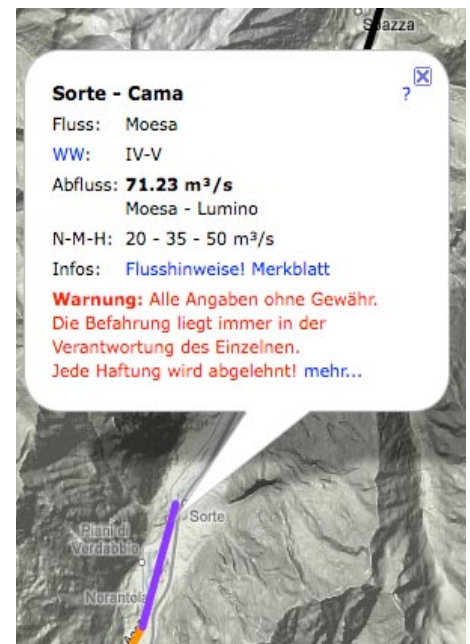 Spazza
Sorte - Cama
?
Fluss: Moesa
WW: IV-V
Abfluss: 71.23 m³/s
Moesa - Lumino
N-M-H: 20 - 35 - 50 m³/s
Infos: Flusshinweise! Merkblatt
Warnung: Alle Angaben ohne Gewähr.
Die Befahrung liegt immer in der
Verantwortung des Einzelnen.
Jede Haftung wird abgelehnt! mehr...
Sorte
Piani di
Verdabbio
Norantola